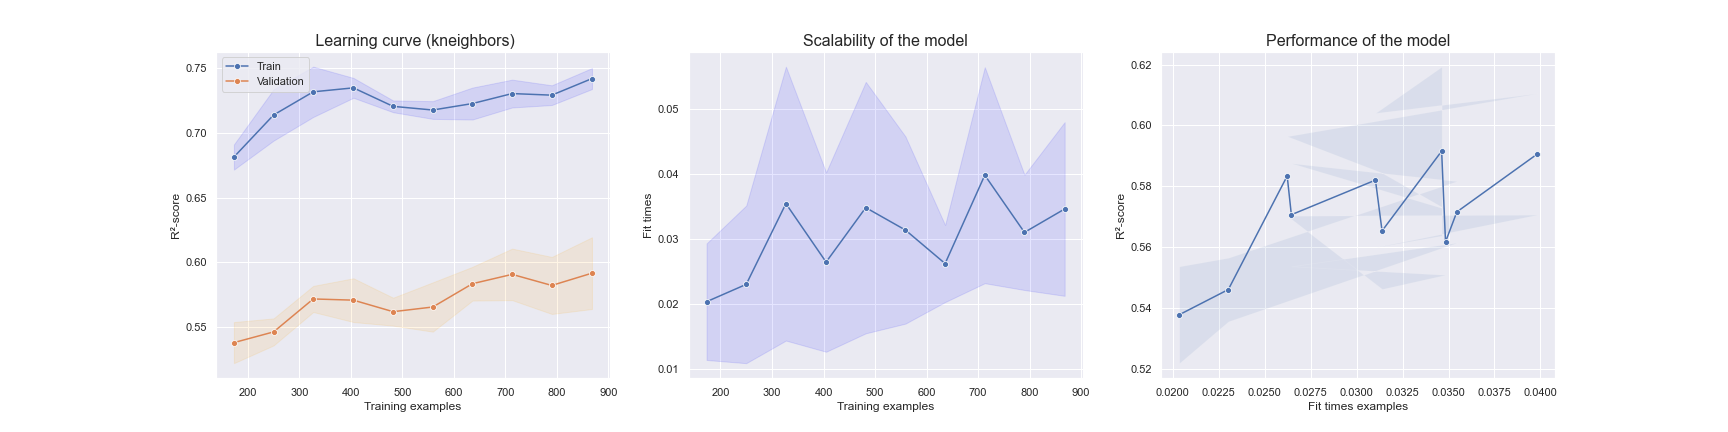 Learning curve (kneighbors)
Train
Validation
0.75
0.70
0.65
0.60
0.55
R²-score
200 300 400 500 600 700 800 900
Training examples
Scalability of the model
0.05
0.04
0.03
0.02
0.01
Fit times
200 300 400 500 600 700 800 900
Training examples
Performance of the model
0.62
0.60
0.58
0.56
0.54
0.52
R²-score
0.0200 0.0225 0.0250 0.0275 0.0300 0.0325 0.0350 0.0375 0.0400
Fit times examples